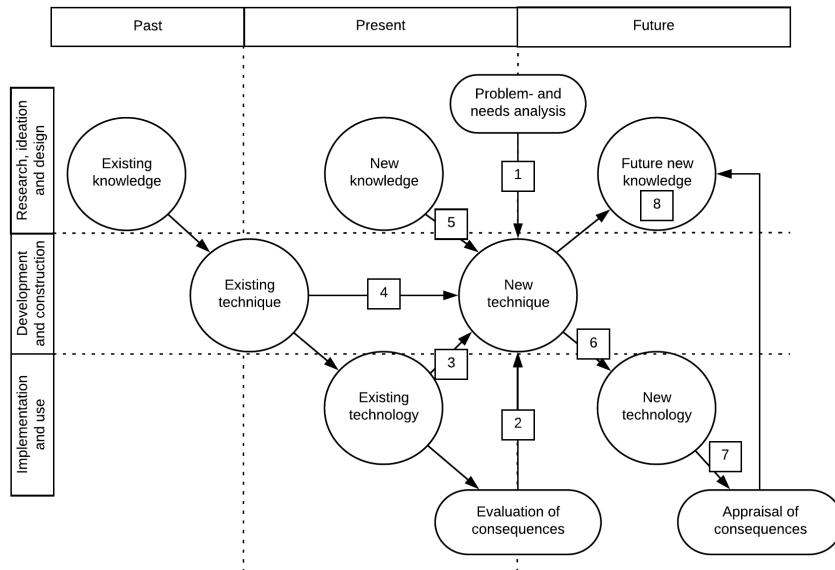 Past
Present
Future
Research, ideation
and design
Development
and construction
Implementation
and use
Problem- and
needs analysis
Existing
knowledge
New
knowledge
1
Future new
knowledge
8
5
Existing
technique
4
New
technique
3
6
Existing
technology
2
New
technology
7
Evaluation of
consequences
Appraisal of
consequences